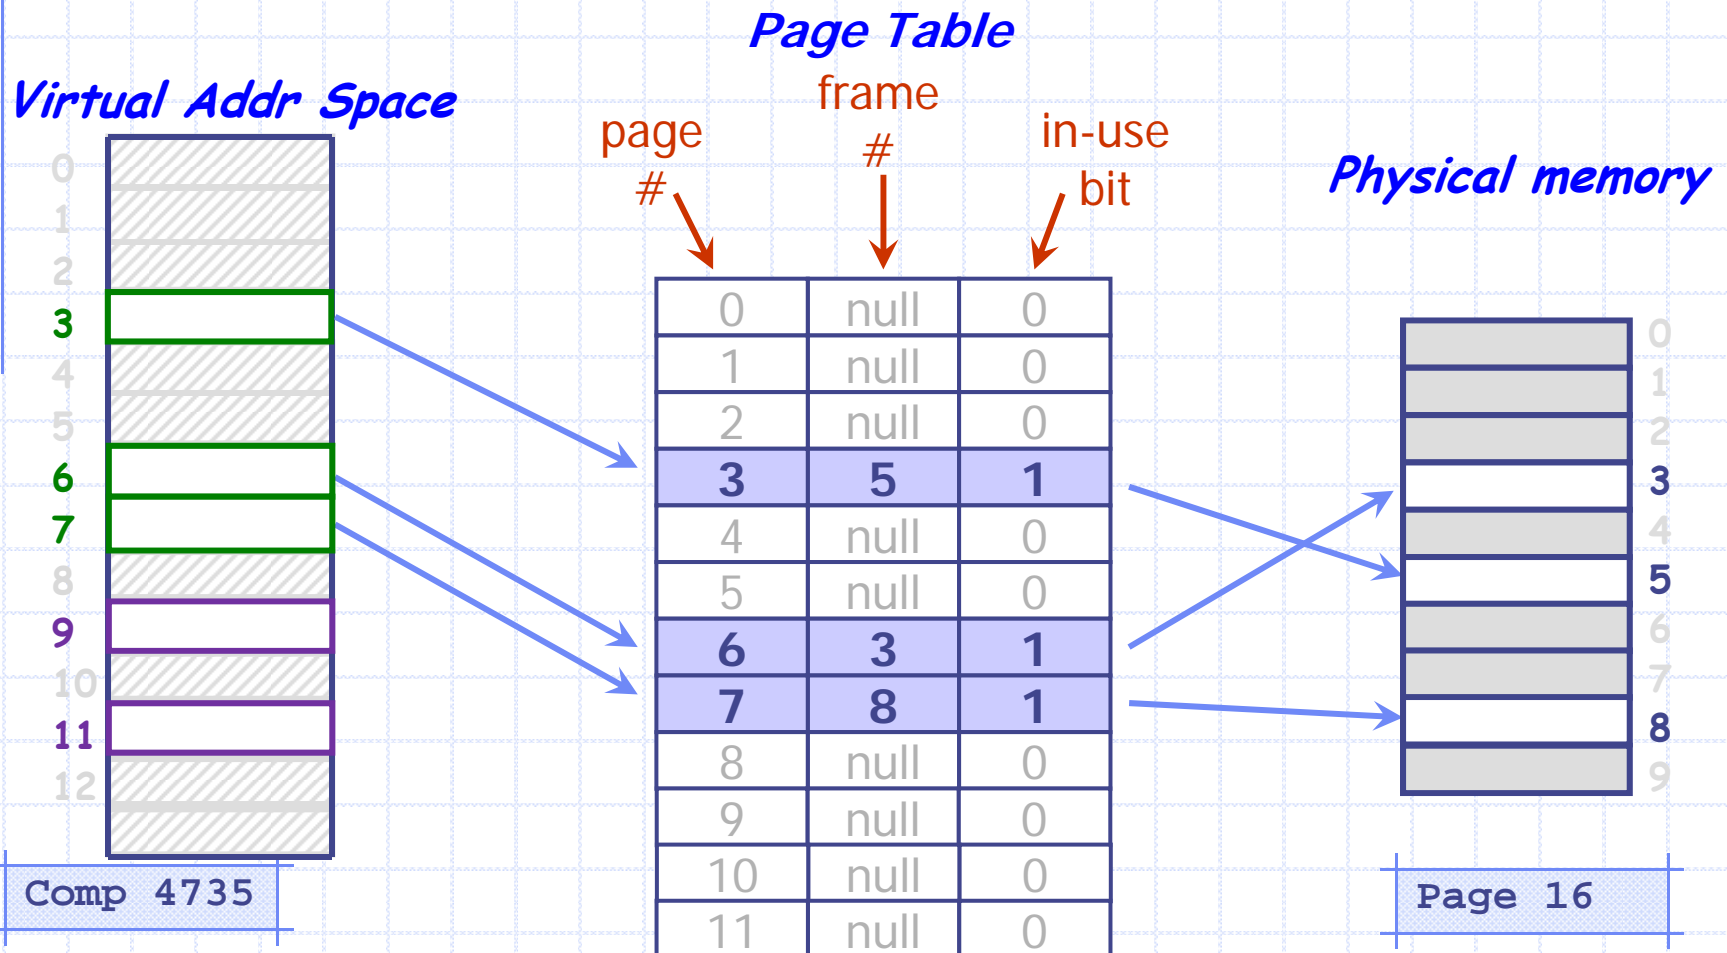 Page Table
Virtual Addr Space
frame
#
page
#
in-use
bit
Physical memory
0
1
2
3
4
5
6
7
8
9
10
11
12
0 null 0
1 null 0
2 null 0
3 5 1
4 null 0
5 null 0
6 3 1
7 8 1
8 null 0
9 null 0
10 null 0
11 null 0
0
1
2
3
4
5
6
7
8
9
Comp 4735
Page 16